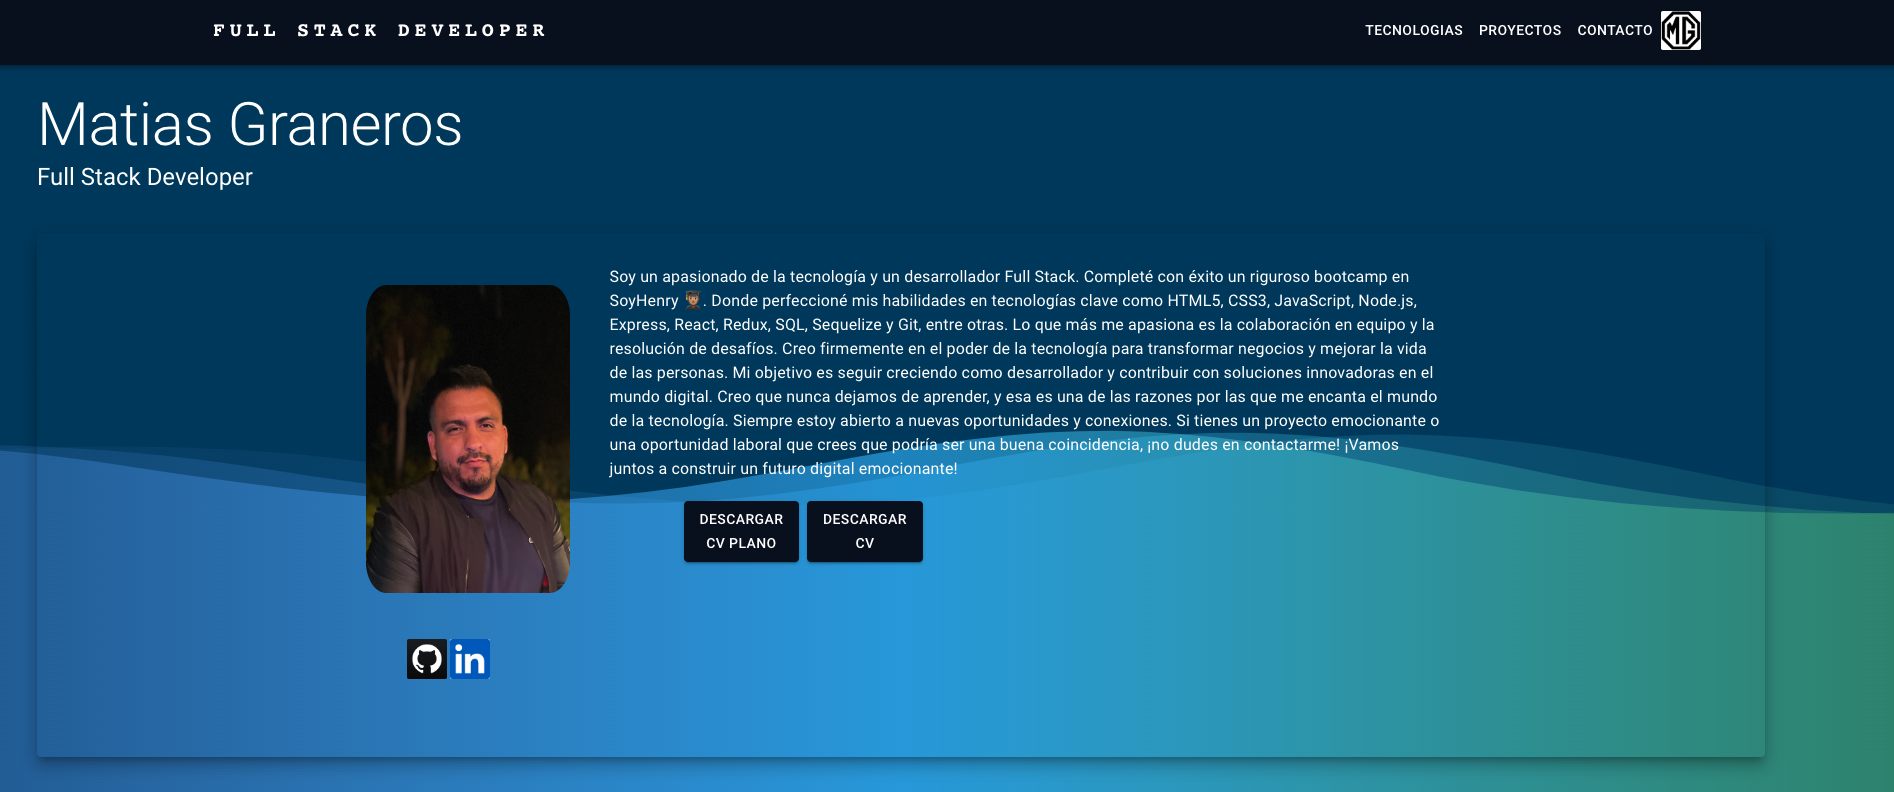 FULL STACK DEVELOPER
TECNOLOGIAS PROYECTOS CONTACTO MG
Matias Graneros
Full Stack Developer
Soy un apasionado de la tecnología y un desarrollador Full Stack. Completé con éxito un riguroso bootcamp en
SoyHenry 👨🏽‍🎓. Donde perfeccioné mis habilidades en tecnologías clave como HTML5, CSS3, JavaScript, Node.js,
Express, React, Redux, SQL, Sequelize y Git, entre otras. Lo que más me apasiona es la colaboración en equipo y la
resolución de desafíos. Creo firmemente en el poder de la tecnología para transformar negocios y mejorar la vida
de las personas. Mi objetivo es seguir creciendo como desarrollador y contribuir con soluciones innovadoras en el
mundo digital. Creo que nunca dejamos de aprender, y esa es una de las razones por las que me encanta el mundo
de la tecnología. Siempre estoy abierto a nuevas oportunidades y conexiones. Si tienes un proyecto emocionante o
una oportunidad laboral que crees que podría ser una buena coincidencia, ¡no dudes en contactarme! ¡Vamos
juntos a construir un futuro digital emocionante!
DESCARGAR
CV PLANO
DESCARGAR
CV
in